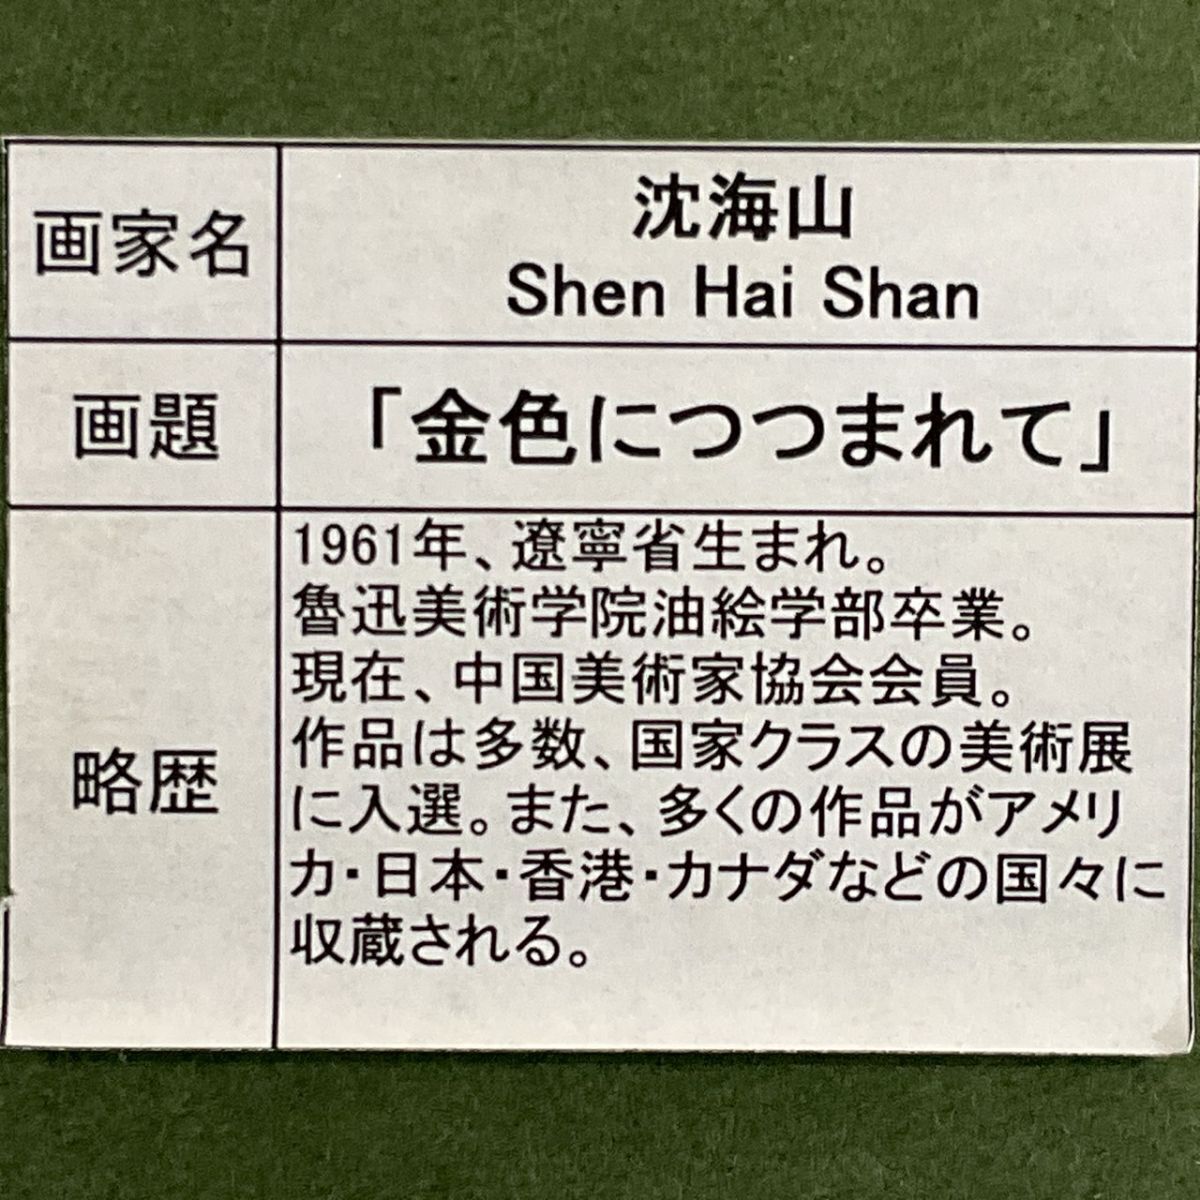 画家名
沈海山
Shen Hai Shan
画題
「金色につつまれて」
略歴
1961年、遼寧省生まれ。
魯迅美術学院油絵学部卒業。
現在、中国美術家協会会員。
作品は多数、国家クラスの美術展
に入選。また、多くの作品がアメリ
カ・日本・香港・カナダなどの国々に
収蔵される。